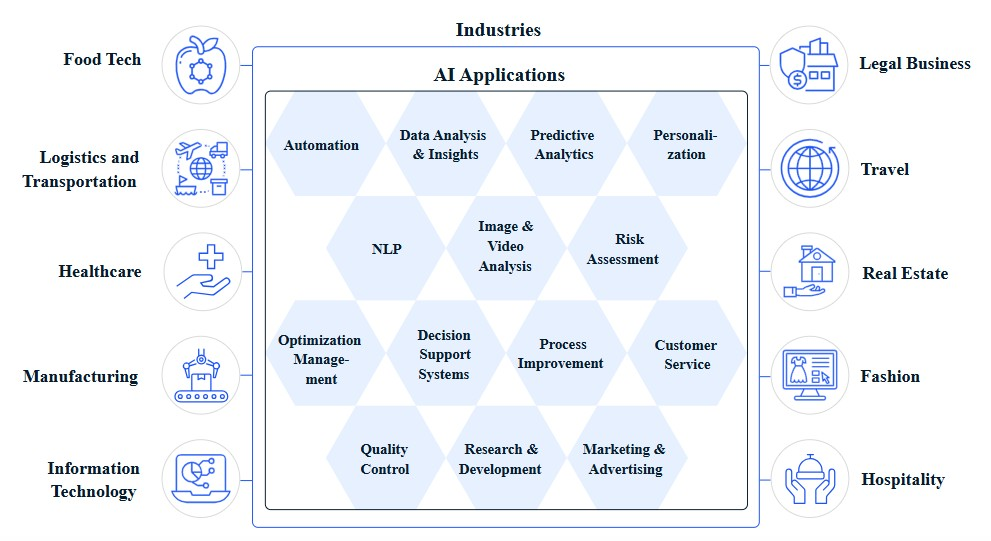 Industries
AI Applications
Food Tech
Logistics and
Transportation
Healthcare
Manufacturing
Information
Technology
Automation
Data Analysis
& Insights
Predictive
Analytics
Personali-
zation
NLP
Image &
Video
Analysis
Risk
Assessment
Optimization
Manage-
ment
Decision
Support
Systems
Process
Improvement
Customer
Service
Quality
Control
Research &
Development
Marketing &
Advertising
Legal Business
Travel
Real Estate
Fashion
Hospitality